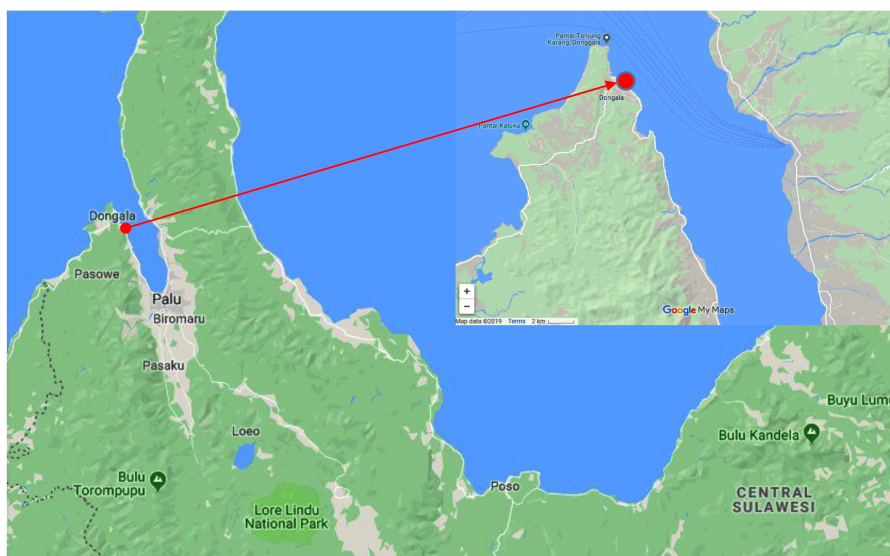 Pantai Tanjung
Karang, Donggala
Dongala
Pantai Kaluku
+
−
Google My Maps
Map data ©2019 Terms 2 km
Dongala
Pasowe
Palu
Biromaru
Pasaku
Loeo
Bulu
Torompupu
Lore Lindu
National Park
Poso
Buyu Lumu
Bulu Kandela
CENTRAL
SULAWESI